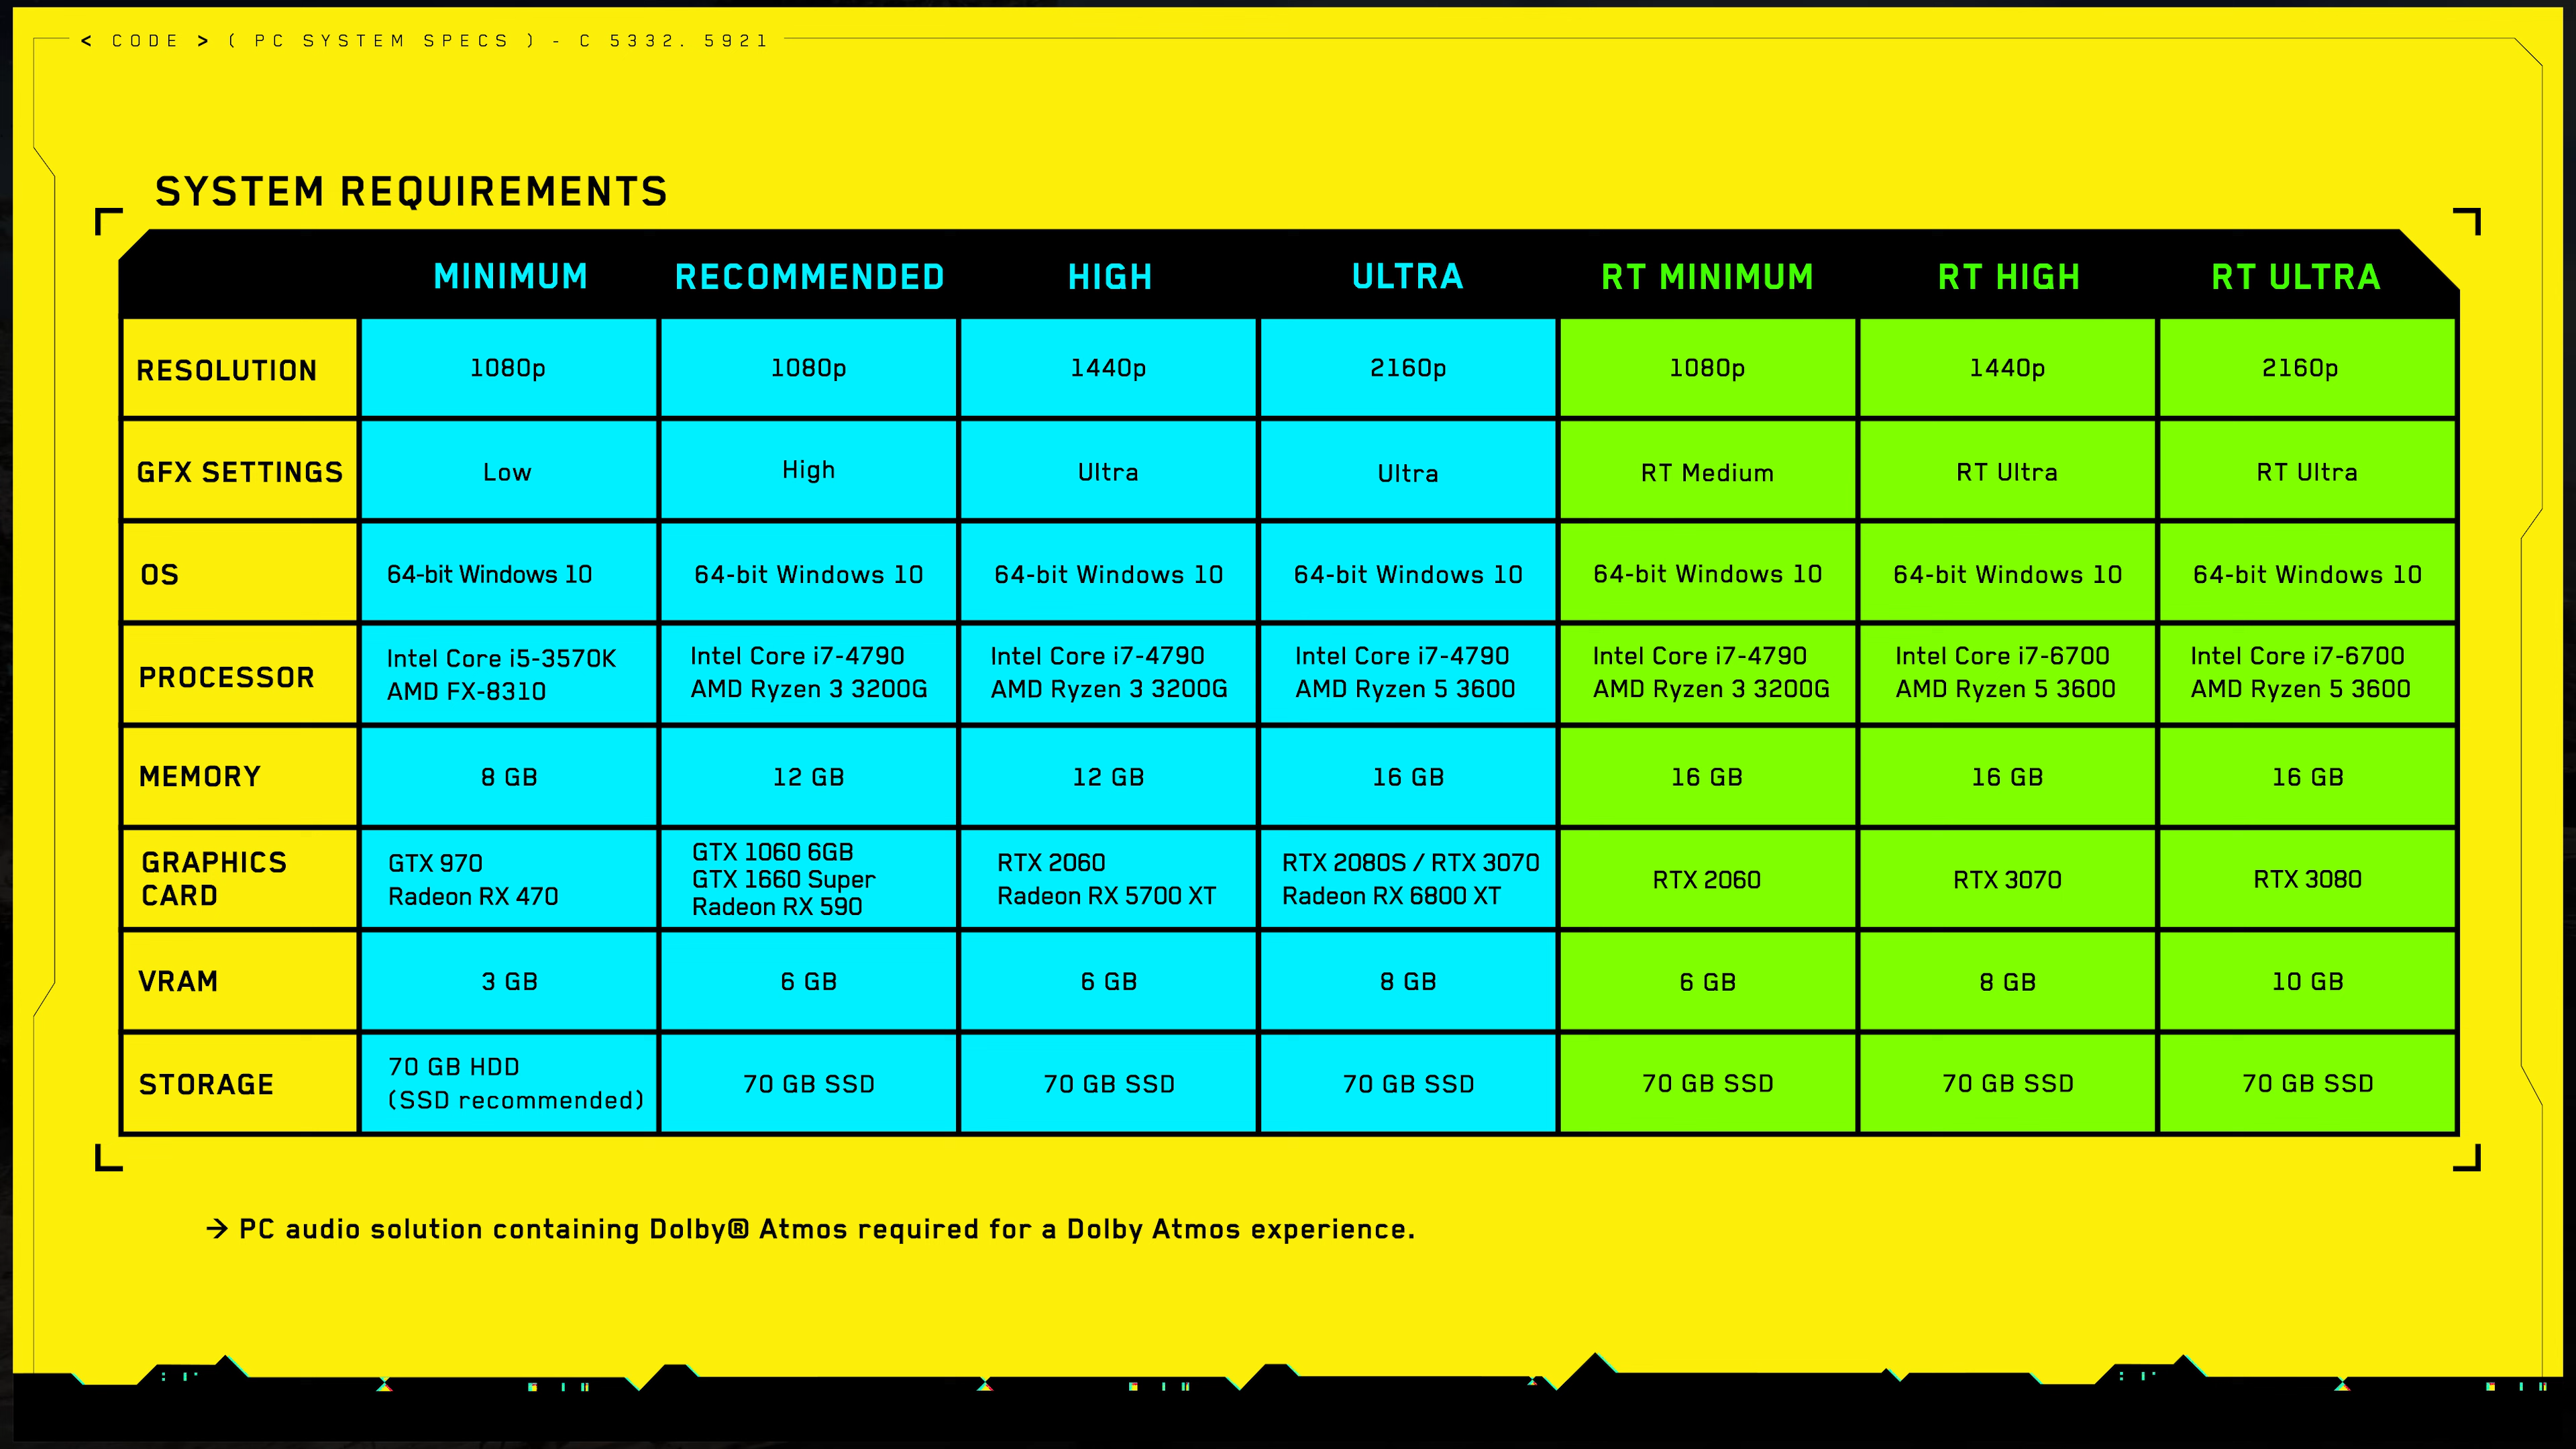 < CODE > ( PC SYSTEM SPECS ) - C 5332. 5921
SYSTEM REQUIREMENTS
MINIMUM RECOMMENDED HIGH ULTRA RT MINIMUM RT HIGH RT ULTRA
RESOLUTION 1080p 1080p 1440p 2160p 1080p 1440p 2160p
GFX SETTINGS Low High Ultra Ultra RT Medium RT Ultra RT Ultra
OS 64-bit Windows 10 64-bit Windows 10 64-bit Windows 10 64-bit Windows 10 64-bit Windows 10 64-bit Windows 10 64-bit Windows 10
PROCESSOR
Intel Core i5-3570K
AMD FX-8310
Intel Core i7-4790
AMD Ryzen 3 3200G
Intel Core i7-4790
AMD Ryzen 3 3200G
Intel Core i7-4790
AMD Ryzen 5 3600
Intel Core i7-4790
AMD Ryzen 3 3200G
Intel Core i7-6700
AMD Ryzen 5 3600
Intel Core i7-6700
AMD Ryzen 5 3600
MEMORY 8 GB 12 GB 12 GB 16 GB 16 GB 16 GB 16 GB
GRAPHICS
CARD
GTX 970
Radeon RX 470
GTX 1060 6GB
GTX 1660 Super
Radeon RX 590
RTX 2060
Radeon RX 5700 XT
RTX 2080S / RTX 3070
Radeon RX 6800 XT
RTX 2060
RTX 3070
RTX 3080
VRAM 3 GB 6 GB 6 GB 8 GB 6 GB 8 GB 10 GB
STORAGE
70 GB HDD
(SSD recommended)
70 GB SSD
70 GB SSD
70 GB SSD
70 GB SSD
70 GB SSD
70 GB SSD
→ PC audio solution containing Dolby® Atmos required for a Dolby Atmos experience.